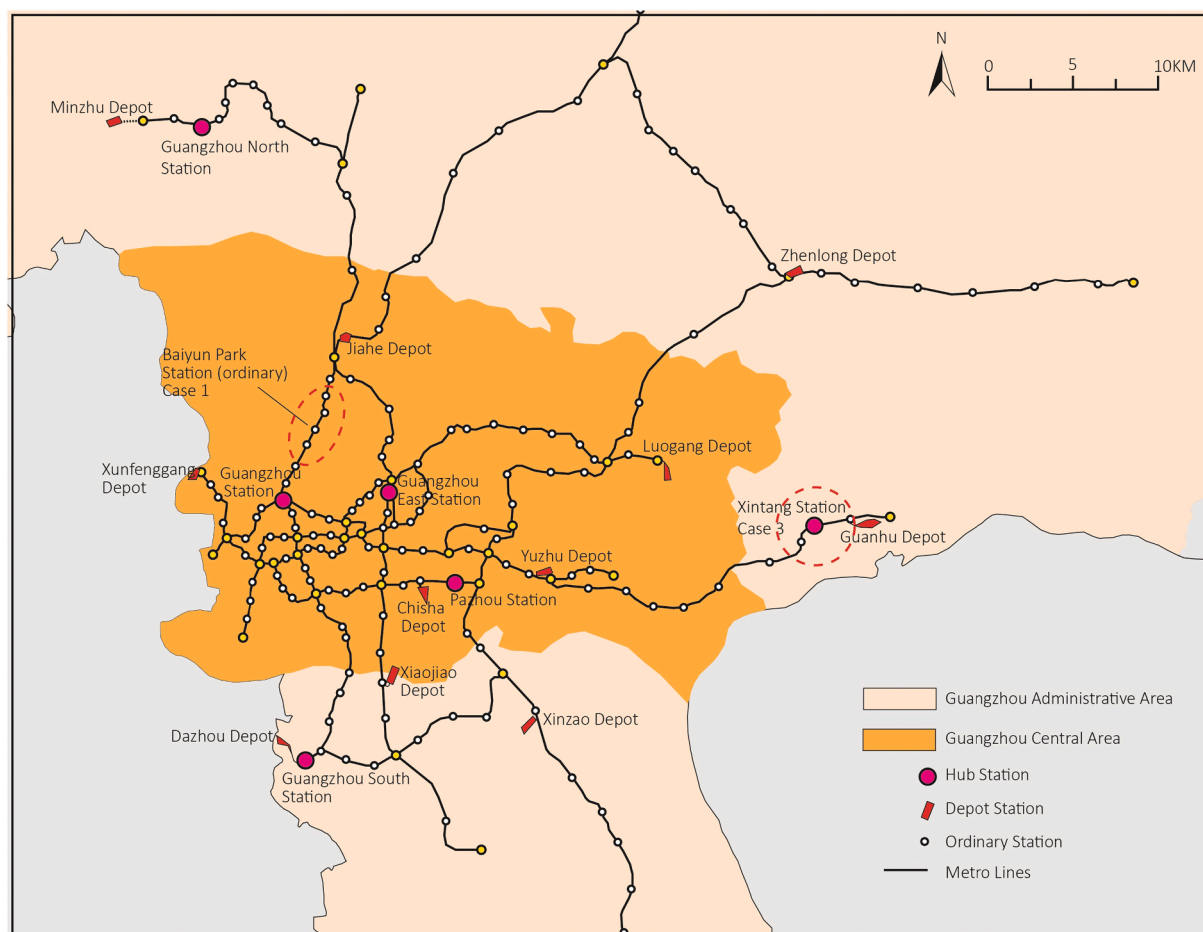 N
0 5 10KM
Minzhu Depot
Guangzhou North
Station
Zhenlong Depot
Jiahe Depot
Baiyun Park
Station (ordinary)
Case 1
Xunfenggang
Depot
Guangzhou
Station
Guangzhou
East Station
Luogang Depot
Xintang Station
Case 3
Guanhu Depot
Yuzhu Depot
Pazhou Station
Chisha
Depot
Xiaojiao
Depot
Xinzao Depot
Dazhou Depot
Guangzhou South
Station
Guangzhou Administrative Area
Guangzhou Central Area
Hub Station
Depot Station
Ordinary Station
Metro Lines